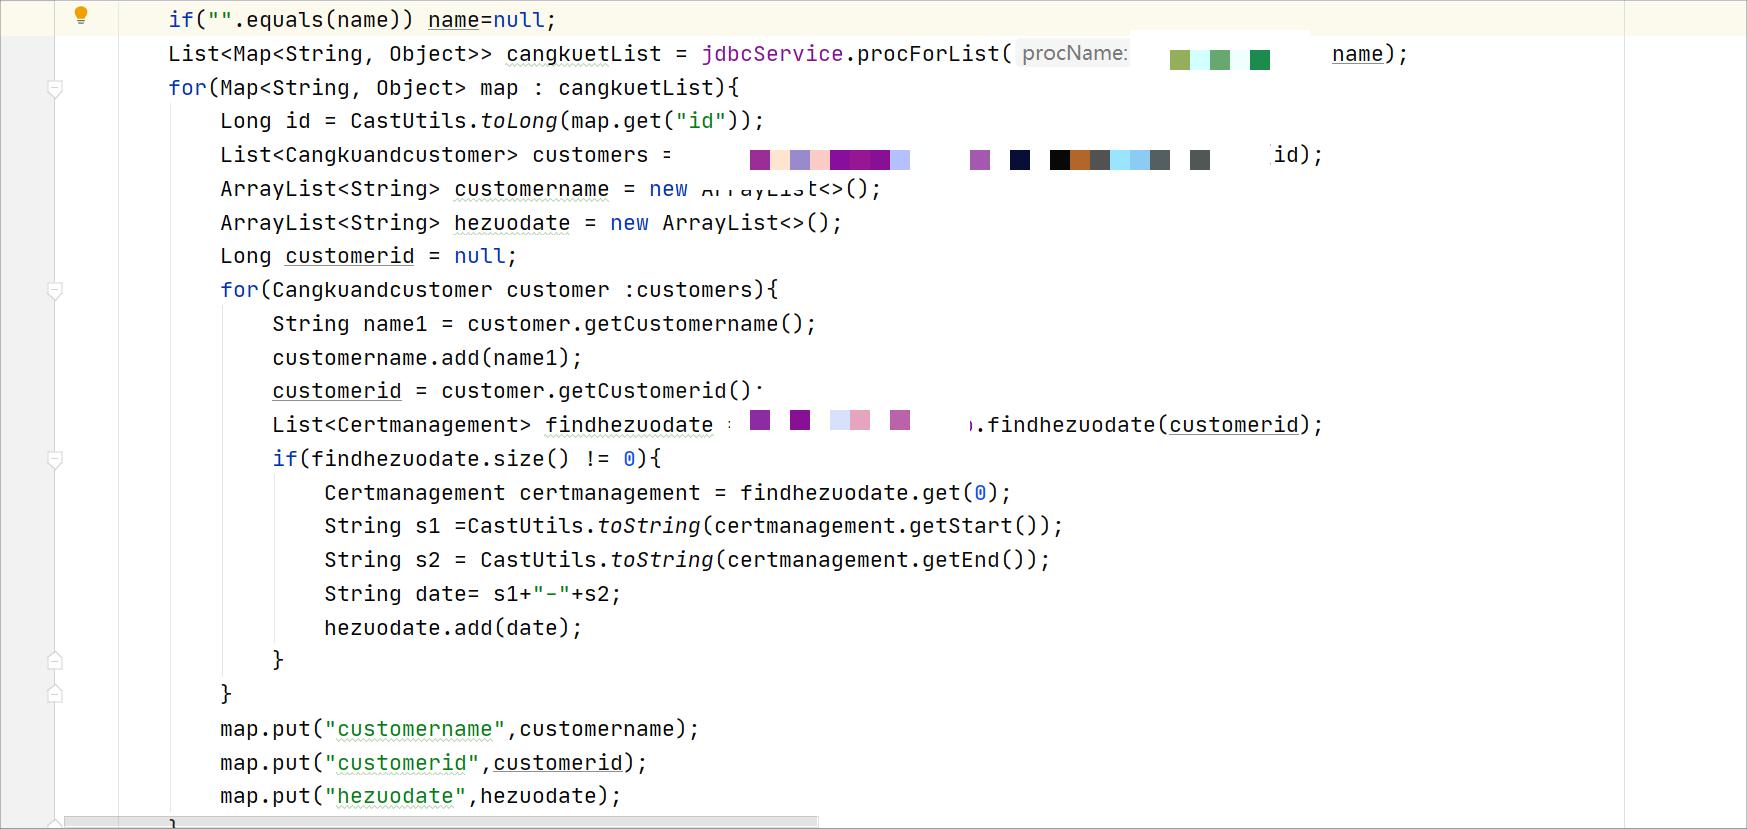 if("".equals(name)) name=null;
List<Map<String, Object>> cangkuetList = jdbcService.procForList( procName: name);
for(Map<String, Object> map : cangkuetList){
Long id = CastUtils.toLong(map.get("id"));
List<Cangkuandcustomer> customers = id);
ArrayList<String> customername = new ArrayList<>();
ArrayList<String> hezuodate = new ArrayList<>();
Long customerid = null;
for(Cangkuandcustomer customer :customers){
String name1 = customer.getCustomername();
customername.add(name1);
customerid = customer.getCustomerid()
List<Certmanagement> findhezuodate .findhezuodate(customerid);
if(findhezuodate.size() != 0){
Certmanagement certmanagement = findhezuodate.get(0);
String s1 =CastUtils.toString(certmanagement.getStart());
String s2 = CastUtils.toString(certmanagement.getEnd());
String date= s1+"-"+s2;
hezuodate.add(date);
}
}
map.put("customername",customername);
map.put("customerid",customerid);
map.put("hezuodate",hezuodate);
}